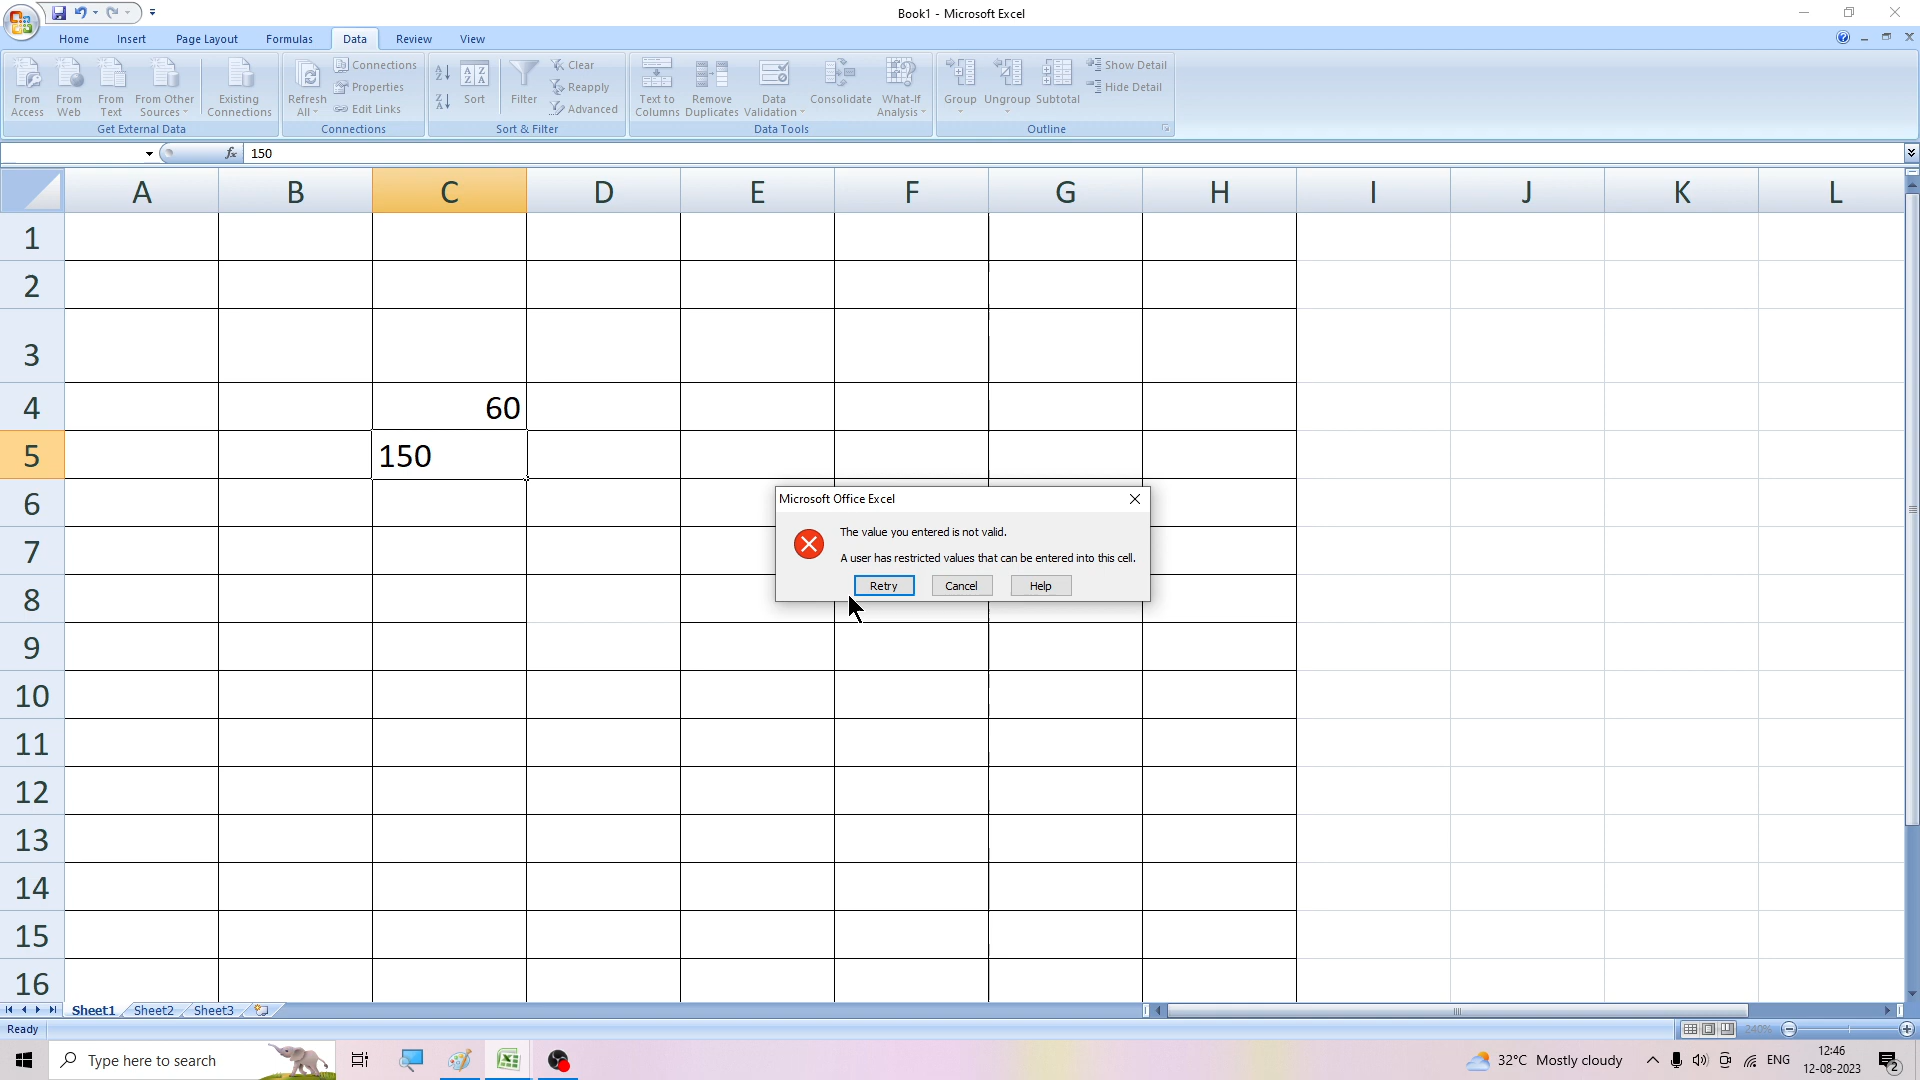 Book1 - Microsoft Excel
Home Insert Page Layout Formulas Data Review View
From Access
From Web
From Text
From Other Sources
Existing Connections
Get External Data
Refresh All
Connections
Properties
Edit Links
Connections
Sort
Filter
Clear
Reapply
Advanced
Sort & Filter
Text to Columns
Remove Duplicates
Data Validation
Consolidate
What-If Analysis
Data Tools
Group
Ungroup
Subtotal
Show Detail
Hide Detail
Outline
fx 150
A B C D E F G H I J K L
1
2
3
4 60
5 150
6
7
8
9
10
11
12
13
14
15
16
Microsoft Office Excel
The value you entered is not valid.
A user has restricted values that can be entered into this cell.
Retry Cancel Help
Sheet1 Sheet2 Sheet3
Ready 240%
Type here to search
32°C Mostly cloudy
ENG
12:46
12-08-2023
2